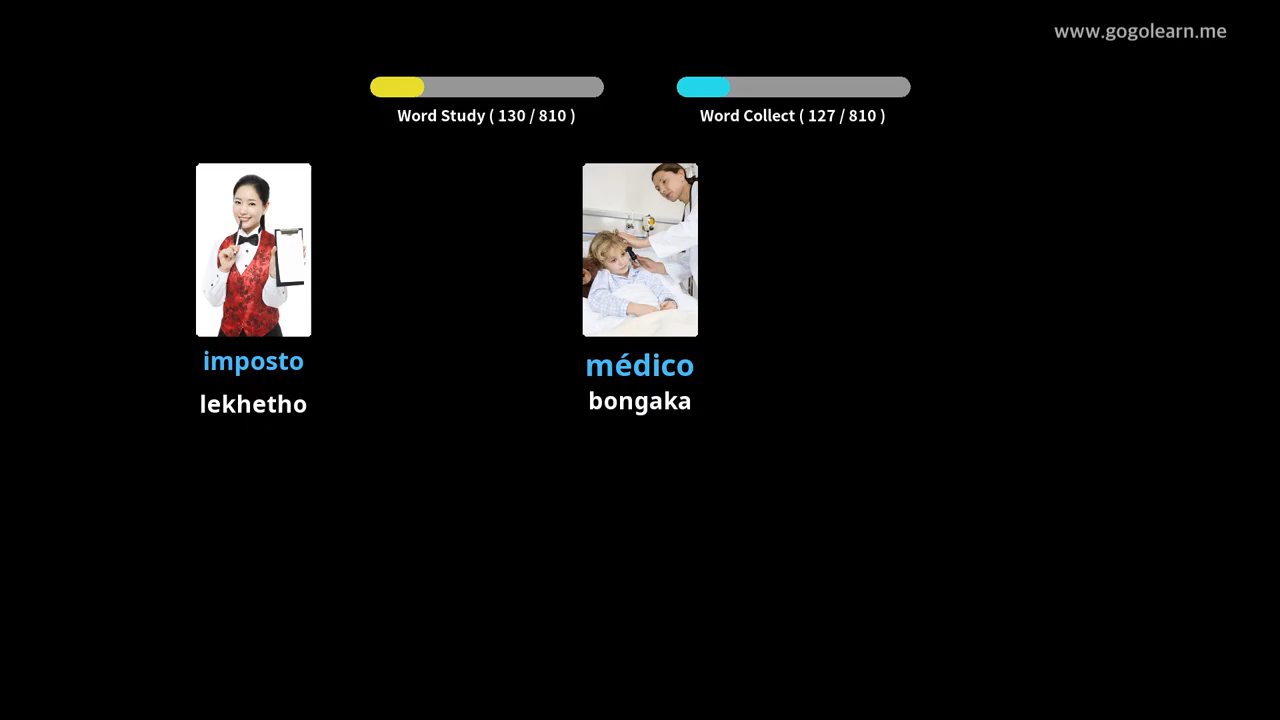 www.gogolearn.me
Word Study ( 130 / 810 )
Word Collect ( 127 / 810 )
imposto
lekhetho
médico
bongaka